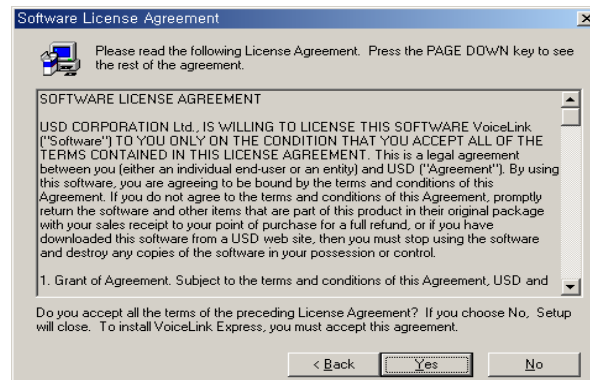 Software License Agreement
Please read the following License Agreement. Press the PAGE DOWN key to see
the rest of the agreement.
SOFTWARE LICENSE AGREEMENT
USD CORPORATION Ltd., IS WILLING TO LICENSE THIS SOFTWARE VoiceLink
("Software") TO YOU ONLY ON THE CONDITION THAT YOU ACCEPT ALL OF THE
TERMS CONTAINED IN THIS LICENSE AGREEMENT. This is a legal agreement
between you (either an individual end-user or an entity) and USD ("Agreement"). By using
this software, you are agreeing to be bound by the terms and conditions of this
Agreement. If you do not agree to the terms and conditions of this Agreement, promptly
return the software and other items that are part of this product in their original package
with your sales receipt to your point of purchase for a full refund, or if you have
downloaded this software from a USD web site, then you must stop using the software
and destroy any copies of the software in your possession or control.
1. Grant of Agreement. Subject to the terms and conditions of this Agreement, USD and
Do you accept all the terms of the preceding License Agreement? If you choose No, Setup
will close. To install VoiceLink Express, you must accept this agreement.
< Back
Yes
No